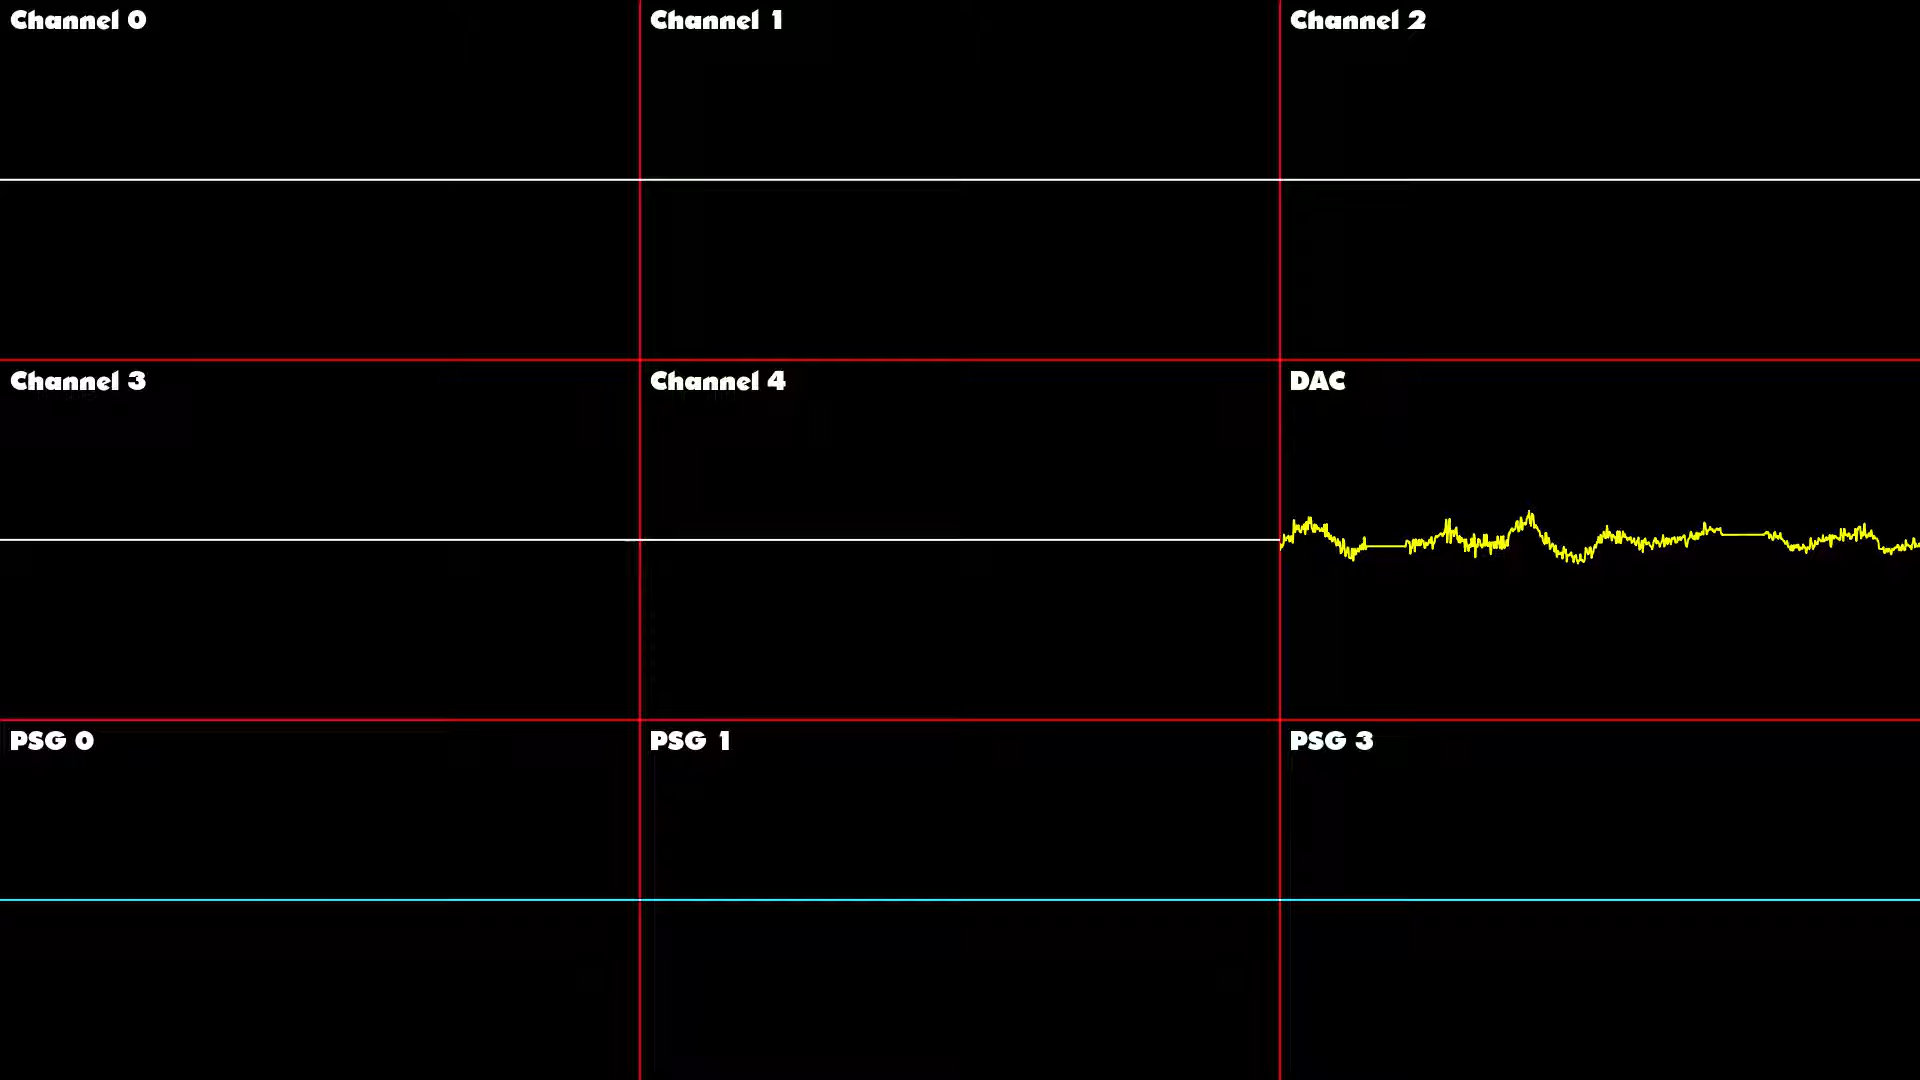 Channel 0
Channel 1
Channel 2
Channel 3
Channel 4
DAC
PSG 0
PSG 1
PSG 3